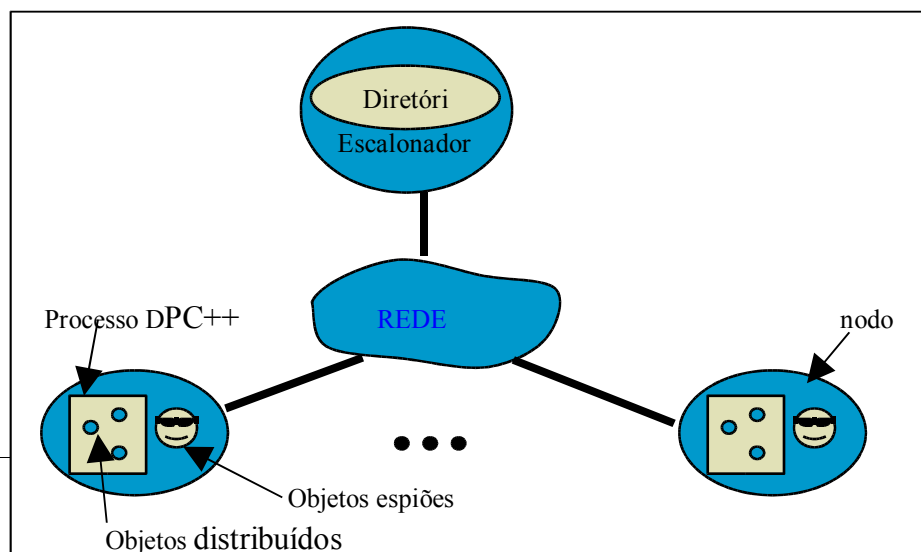 Diretóri
Escalonador
Processo DPC++
REDE
nodo
Objetos espiões
Objetos distribuídos